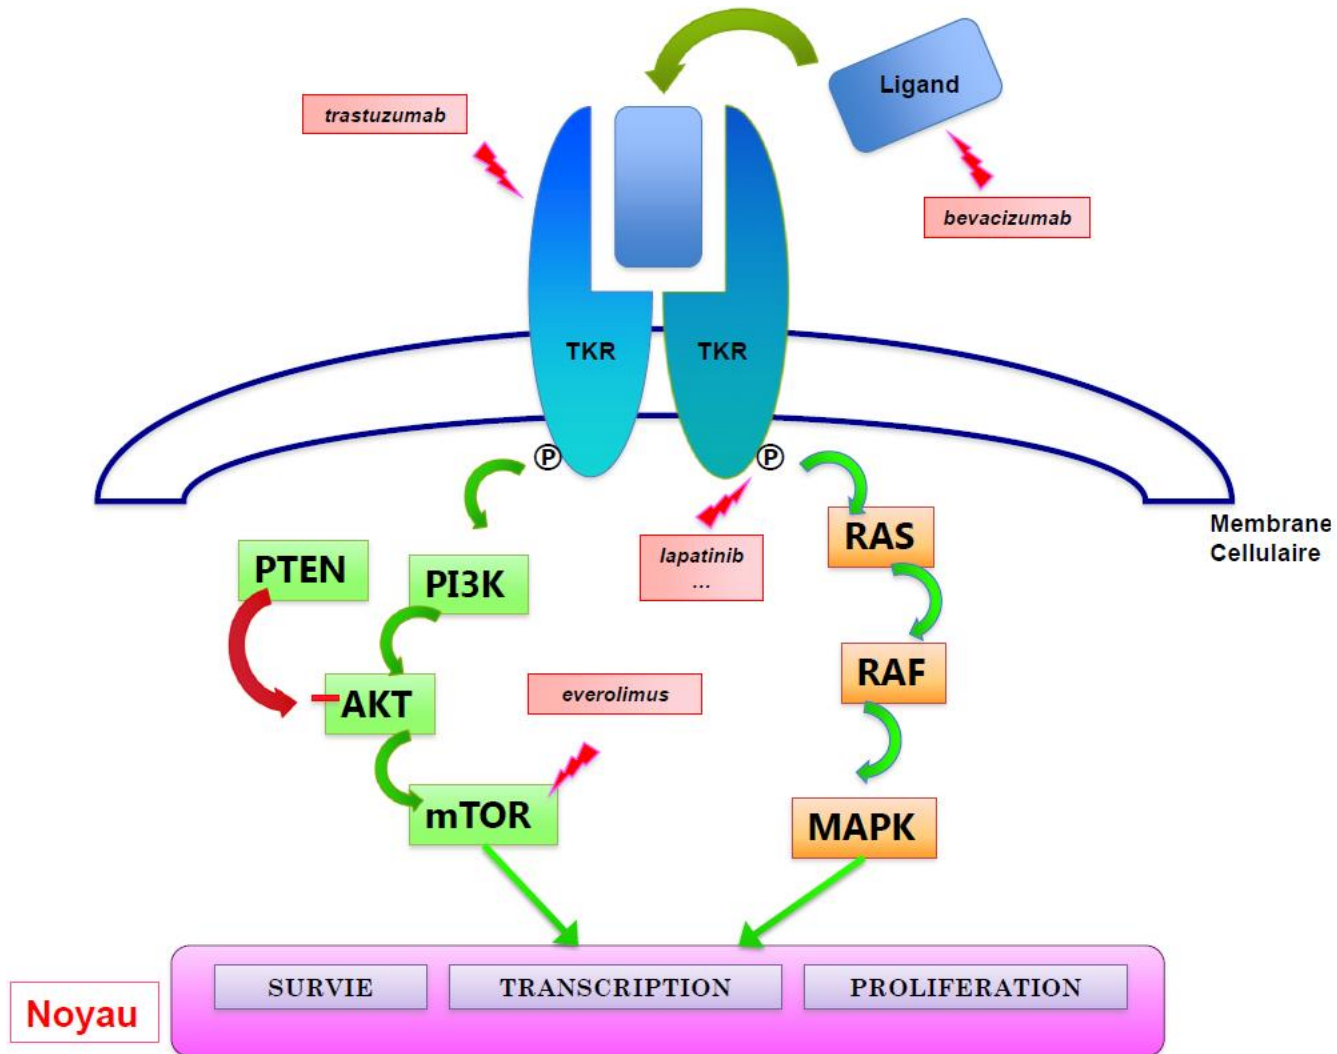 Ligand
trastuzumab
bevacizumab
TKR
TKR
P
P
Membrane
Cellulaire
RAS
lapatinib
...
PTEN
PI3K
RAF
everolimus
AKT
mTOR
MAPK
SURVIE
TRANSCRIPTION
PROLIFERATION
Noyau